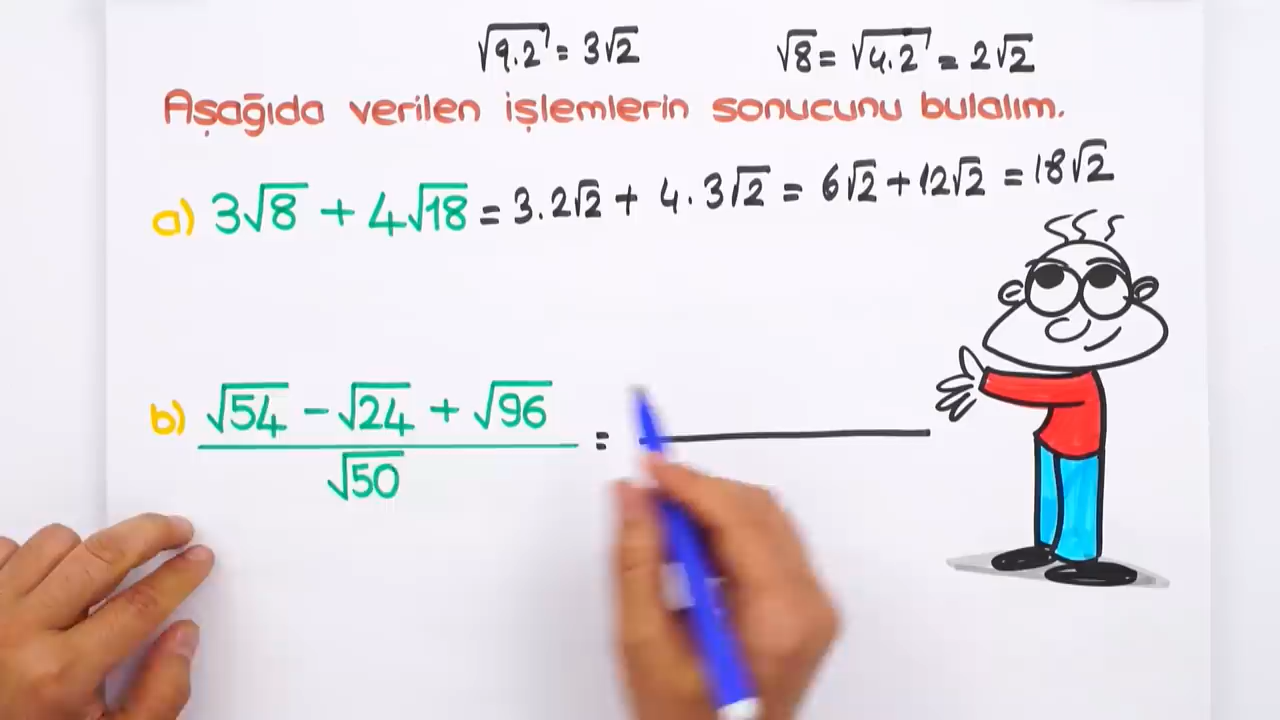 √9.2 = 3√2 √8 = √4.2 = 2√2
Aşağıda verilen işlemlerin sonucunu bulalım.
a) 3√8 + 4√18 = 3.2√2 + 4.3√2 = 6√2 + 12√2 = 18√2
b) √54 - √24 + √96 =
√50